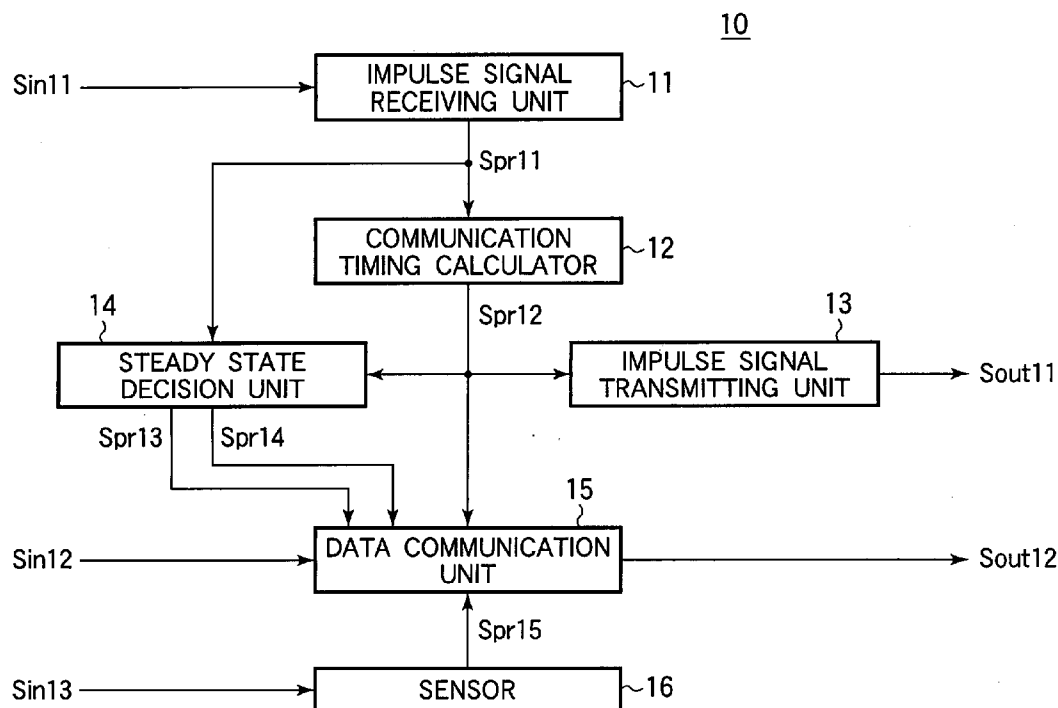 10
Sin11
IMPULSE SIGNAL
RECEIVING UNIT
11
Spr11
COMMUNICATION
TIMING CALCULATOR
12
Spr12
14
STEADY STATE
DECISION UNIT
13
IMPULSE SIGNAL
TRANSMITTING UNIT
Sout11
Spr13
Spr14
15
Sin12
DATA COMMUNICATION
UNIT
Sout12
Spr15
Sin13
SENSOR
16